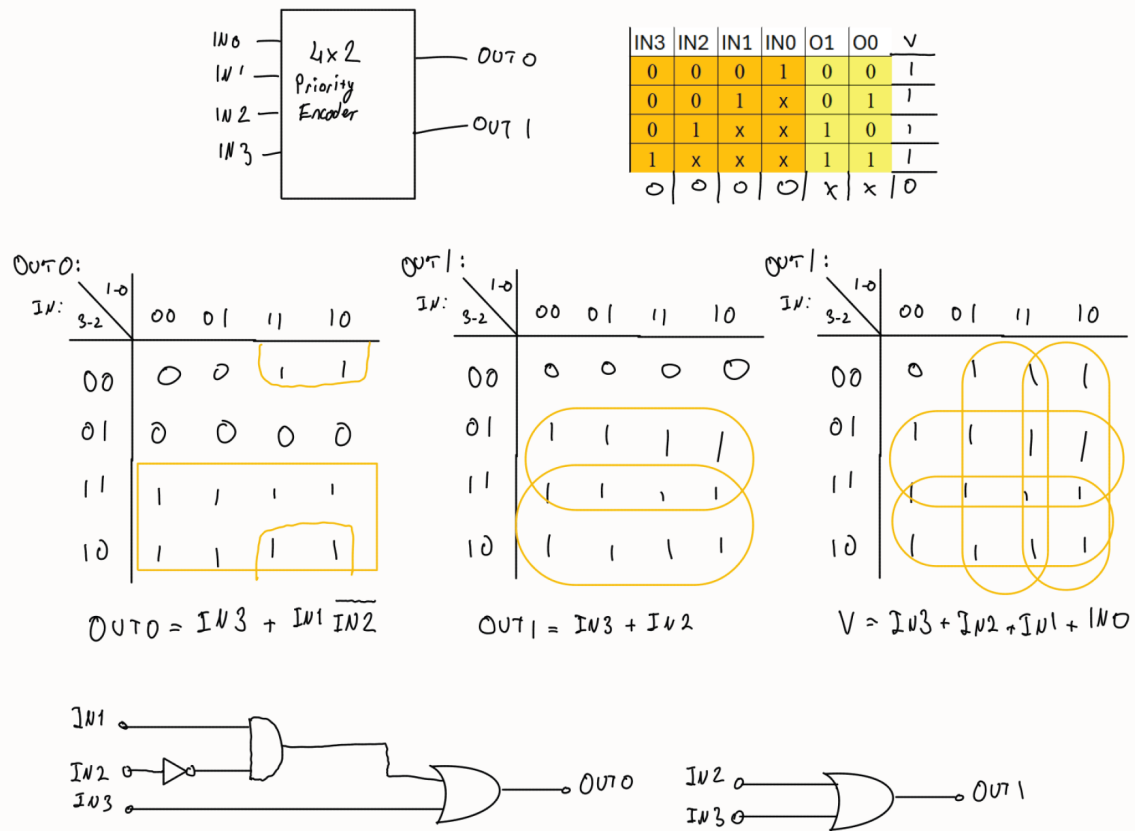 IN0
IN1
IN2
IN3
4x2
Priority
Encoder
OUT0
OUT1
IN3 IN2 IN1 IN0 O1 O0 V
0 0 0 1 0 0 1
0 0 1 x 0 1 1
0 1 x x 1 0 1
1 x x x 1 1 1
0 0 0 0 x x 0
OUT0:
IN: 3-2 1-0 00 01 11 10
00 0 0 1 1
01 0 0 0 0
11 1 1 1 1
10 1 1 1 1
OUT0 = IN3 + IN1 I̅N̅2̅
OUT1:
IN: 3-2 1-0 00 01 11 10
00 0 0 0 0
01 1 1 1 1
11 1 1 1 1
10 1 1 1 1
OUT1 = IN3 + IN2
OUT1:
IN: 3-2 1-0 00 01 11 10
00 0 1 1 1
01 1 1 1 1
11 1 1 1 1
10 1 1 1 1
V = IN3 + IN2 + IN1 + IN0
IN1
IN2
IN3
OUT0
IN2
IN3
OUT1